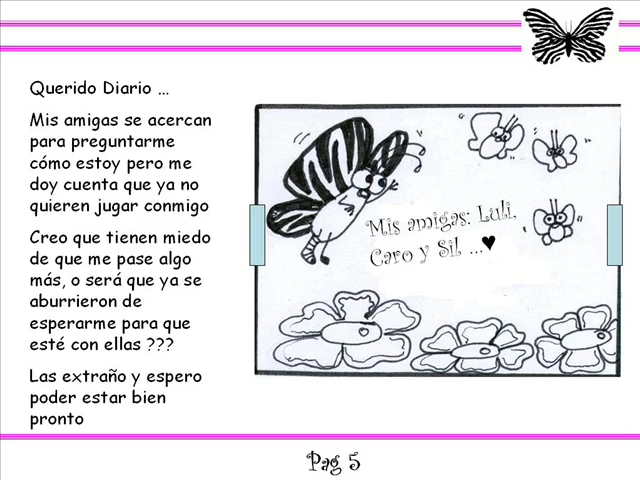 Querido Diario ...
Mis amigas se acercan
para preguntarme
cómo estoy pero me
doy cuenta que ya no
quieren jugar conmigo
Creo que tienen miedo
de que me pase algo
más, o será que ya se
aburrieron de
esperarme para que
esté con ellas ???
Las extraño y espero
poder estar bien
pronto
Mis amigas: Luli,
Caro y Sil ...♥
Pag 5